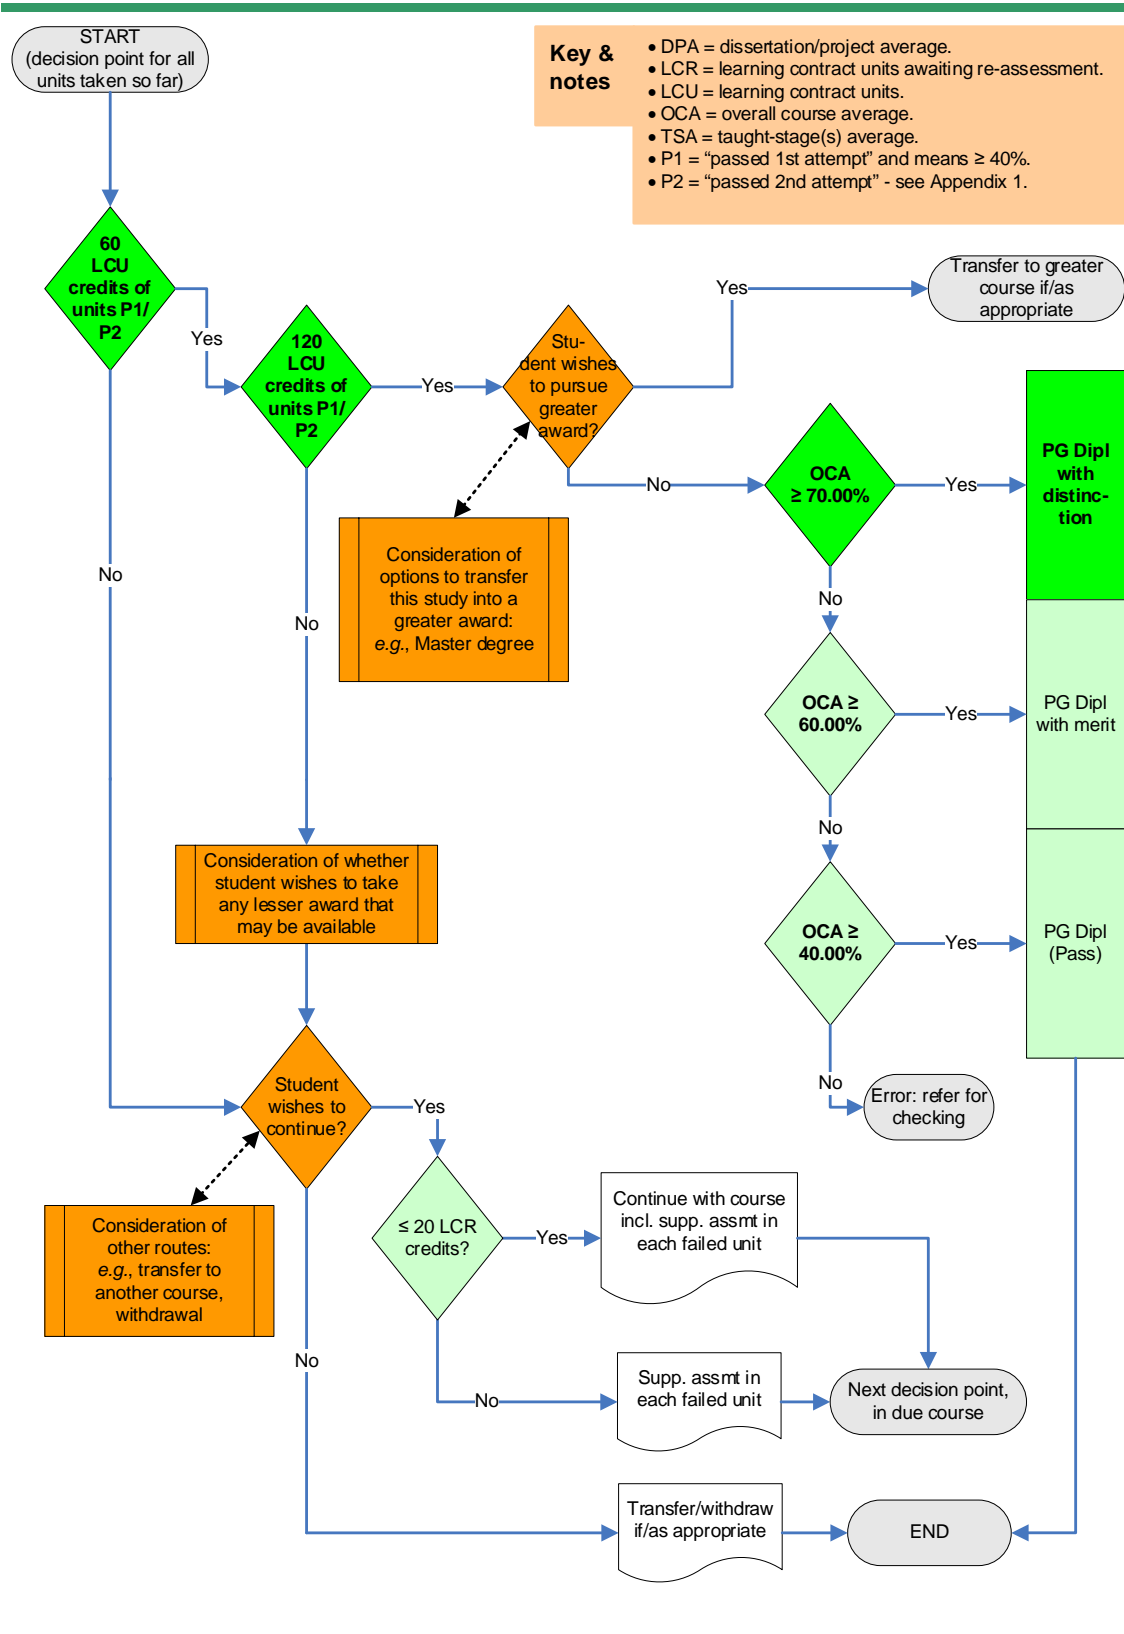 START
(decision point for all
units taken so far)
Key &
notes
• DPA = dissertation/project average.
• LCR = learning contract units awaiting re-assessment.
• LCU = learning contract units.
• OCA = overall course average.
• TSA = taught-stage(s) average.
• P1 = “passed 1st attempt” and means ≥ 40%.
• P2 = “passed 2nd attempt” - see Appendix 1.
60
LCU
credits of
units P1/
P2
Yes
120
LCU
credits of
units P1/
P2
Yes
Stu-
dent wishes
to pursue
greater
award?
Yes
Transfer to greater
course if/as
appropriate
No
OCA
≥ 70.00%
Yes
PG Dipl
with
distinc-
tion
Consideration of
options to transfer
this study into a
greater award:
e.g., Master degree
No
No
No
OCA ≥
60.00%
Yes
PG Dipl
with merit
No
Consideration of whether
student wishes to take
any lesser award that
may be available
OCA ≥
40.00%
Yes
PG Dipl
(Pass)
No
Error: refer for
checking
Student
wishes to
continue?
Yes
Consideration of
other routes:
e.g., transfer to
another course,
withdrawal
≤ 20 LCR
credits?
Yes
Continue with course
incl. supp. assmt in
each failed unit
No
No
Supp. assmt in
each failed unit
Next decision point,
in due course
Transfer/withdraw
if/as appropriate
END